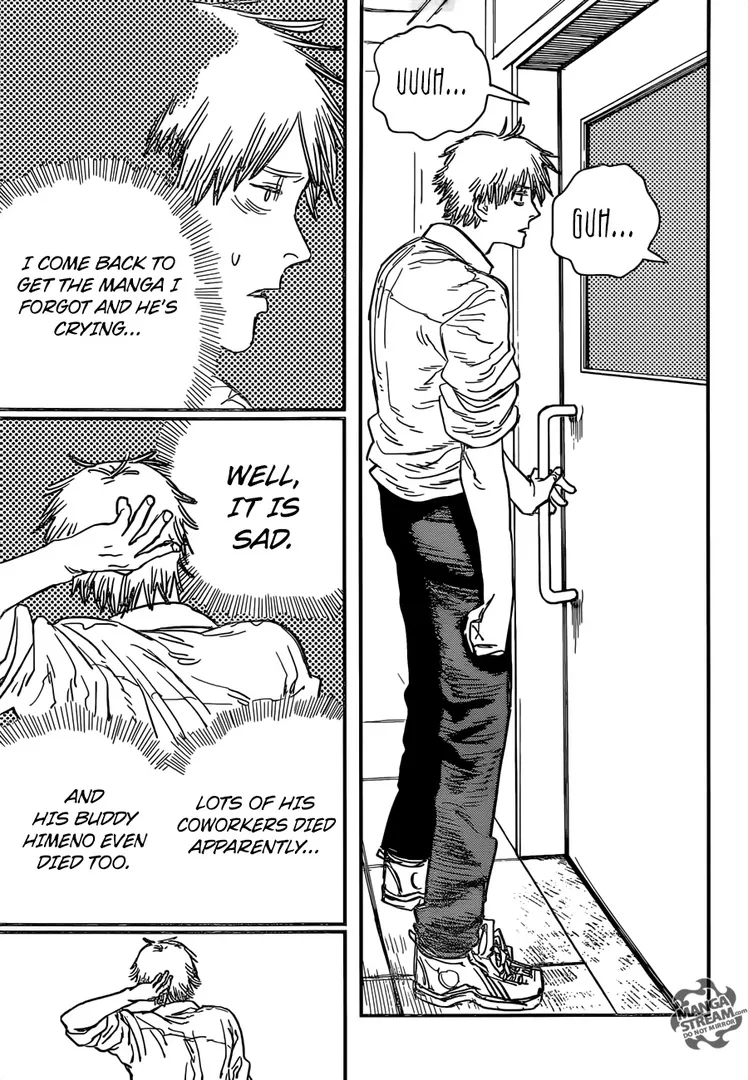 UUUH...
GUH...
I COME BACK TO
GET THE MANGA I
FORGOT AND HE'S
CRYING...
WELL,
IT IS
SAD.
LOTS OF HIS
COWORKERS DIED
APPARENTLY...
AND
HIS BUDDY
HIMENO EVEN
DIED TOO.
MANGA
STREAM.COM
DO NOT MIRROR